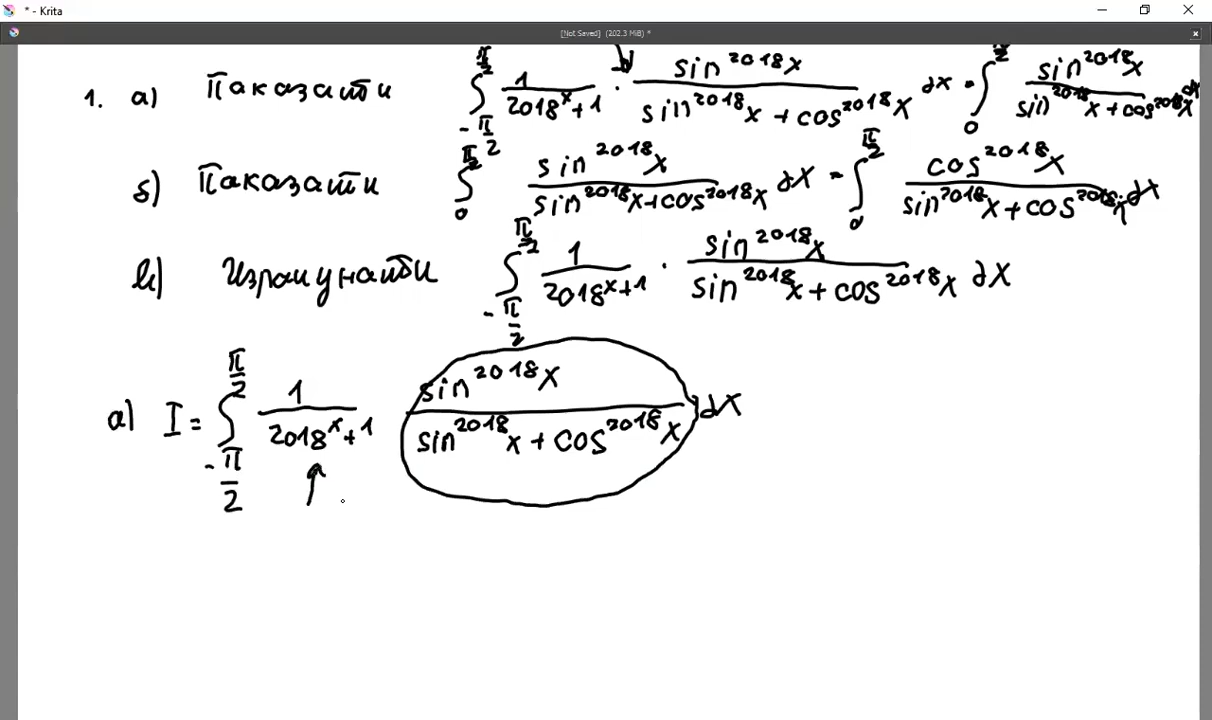 * - Krita
[Not Saved] (202.3 MiB) *
1. а) Показати ∫_{-π/2}^{π/2} 1/(2018^x+1) · sin^2018 x/(sin^2018 x + cos^2018 x) dx = ∫_0^{π/2} sin^2018 x/(sin^2018 x + cos^2018 x) dx
б) Показати ∫_0^{π/2} sin^2018 x/(sin^2018 x + cos^2018 x) dx = ∫_0^{π/2} cos^2018 x/(sin^2018 x + cos^2018 x) dx
в) Израчунати ∫_{-π/2}^{π/2} 1/(2018^x+1) · sin^2018 x/(sin^2018 x + cos^2018 x) dx
а) I = ∫_{-π/2}^{π/2} 1/(2018^x+1) sin^2018 x/(sin^2018 x + cos^2018 x) dx